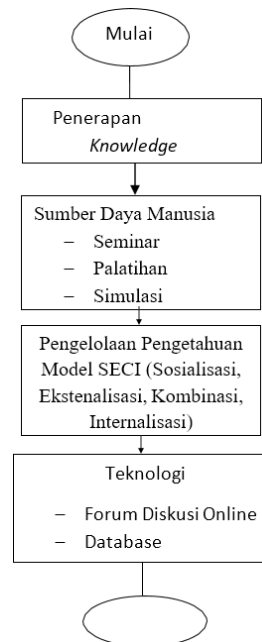 Mulai
Penerapan
Knowledge
Sumber Daya Manusia
– Seminar
– Palatihan
– Simulasi
Pengelolaan Pengetahuan
Model SECI (Sosialisasi,
Ekstenalisasi, Kombinasi,
Internalisasi)
Teknologi
– Forum Diskusi Online
– Database